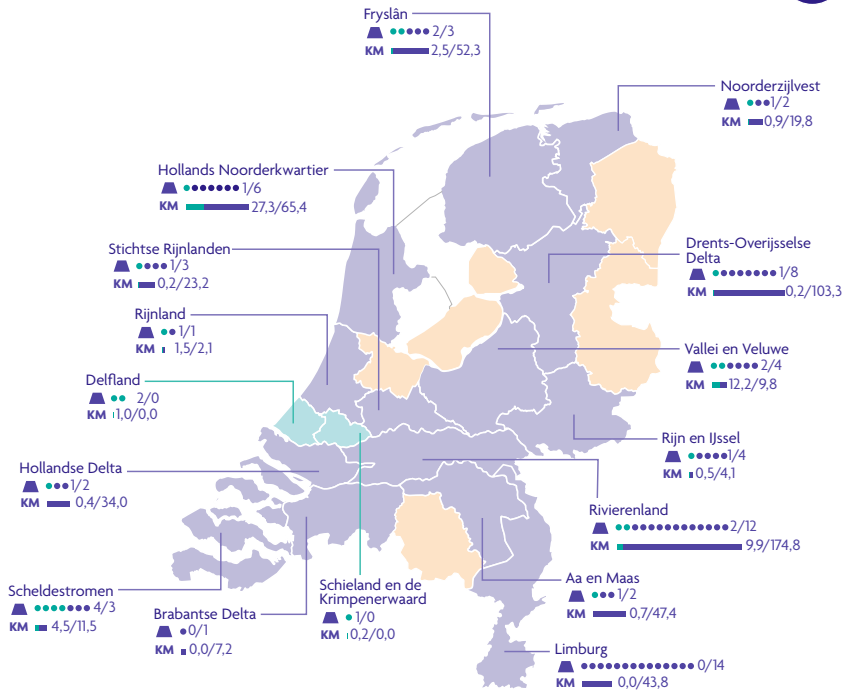 Fryslân
2/3
KM 2,5/52,3
Noorderzijlvest
1/2
KM 0,9/19,8
Hollands Noorderkwartier
1/6
KM 27,3/65,4
Stichtse Rijnlanden
1/3
KM 0,2/23,2
Drents-Overijsselse
Delta
1/8
KM 0,2/103,3
Rijnland
1/1
KM 1,5/2,1
Vallei en Veluwe
2/4
KM 12,2/9,8
Delfland
2/0
KM 1,0/0,0
Rijn en IJssel
1/4
KM 0,5/4,1
Hollandse Delta
1/2
KM 0,4/34,0
Rivierenland
2/12
KM 9,9/174,8
Scheldestromen
4/3
KM 4,5/11,5
Brabantse Delta
0/1
KM 0,0/7,2
Schieland en de
Krimpenerwaard
1/0
KM 0,2/0,0
Aa en Maas
1/2
KM 0,7/47,4
Limburg
0/14
KM 0,0/43,8